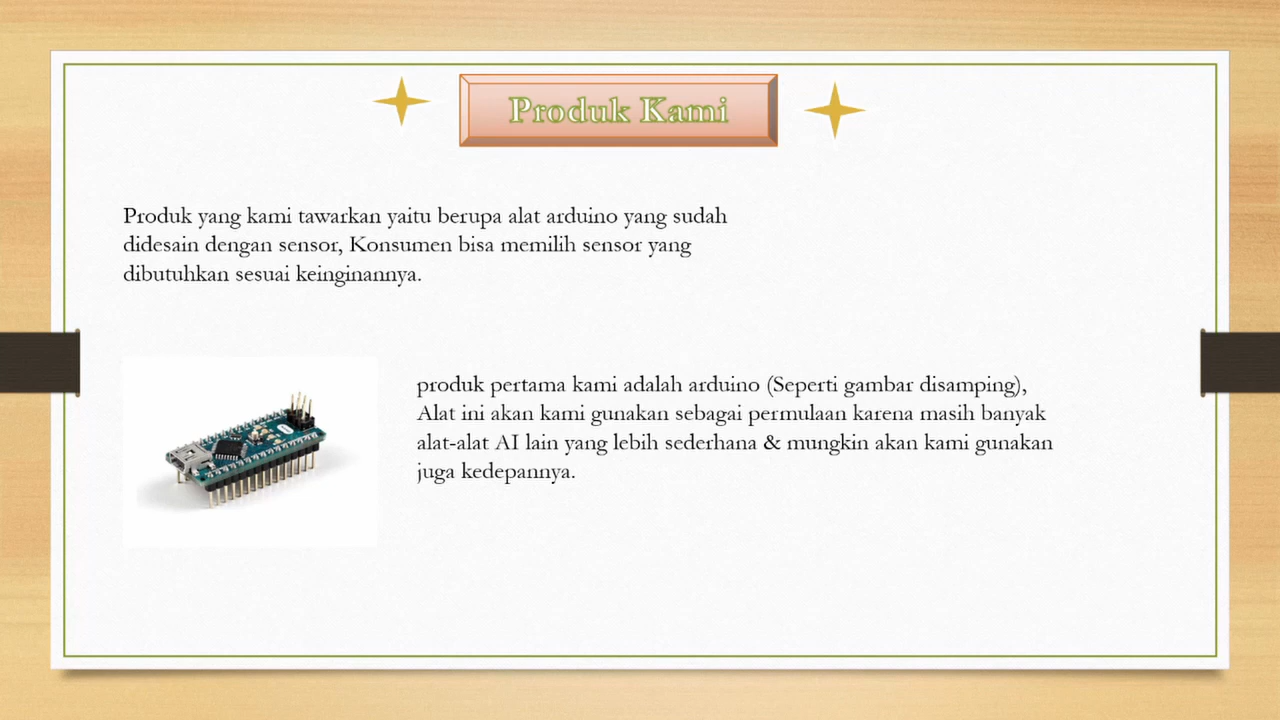 Produk Kami
Produk yang kami tawarkan yaitu berupa alat arduino yang sudah
didesain dengan sensor, Konsumen bisa memilih sensor yang
dibutuhkan sesuai keinginannya.
produk pertama kami adalah arduino (Seperti gambar disamping),
Alat ini akan kami gunakan sebagai permulaan karena masih banyak
alat-alat AI lain yang lebih sederhana & mungkin akan kami gunakan
juga kedepannya.